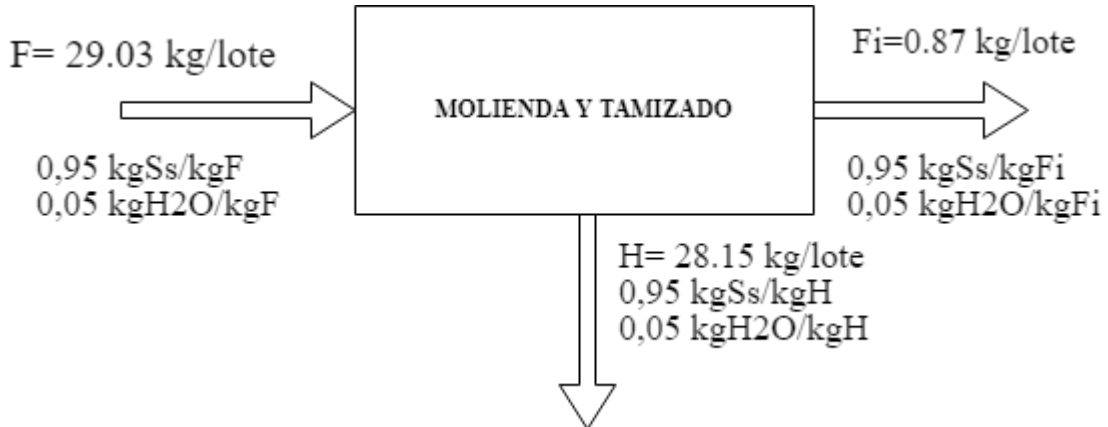 F= 29.03 kg/lote
0,95 kgSs/kgF
0,05 kgH2O/kgF
MOLIENDA Y TAMIZADO
Fi=0.87 kg/lote
0,95 kgSs/kgFi
0,05 kgH2O/kgFi
H= 28.15 kg/lote
0,95 kgSs/kgH
0,05 kgH2O/kgH